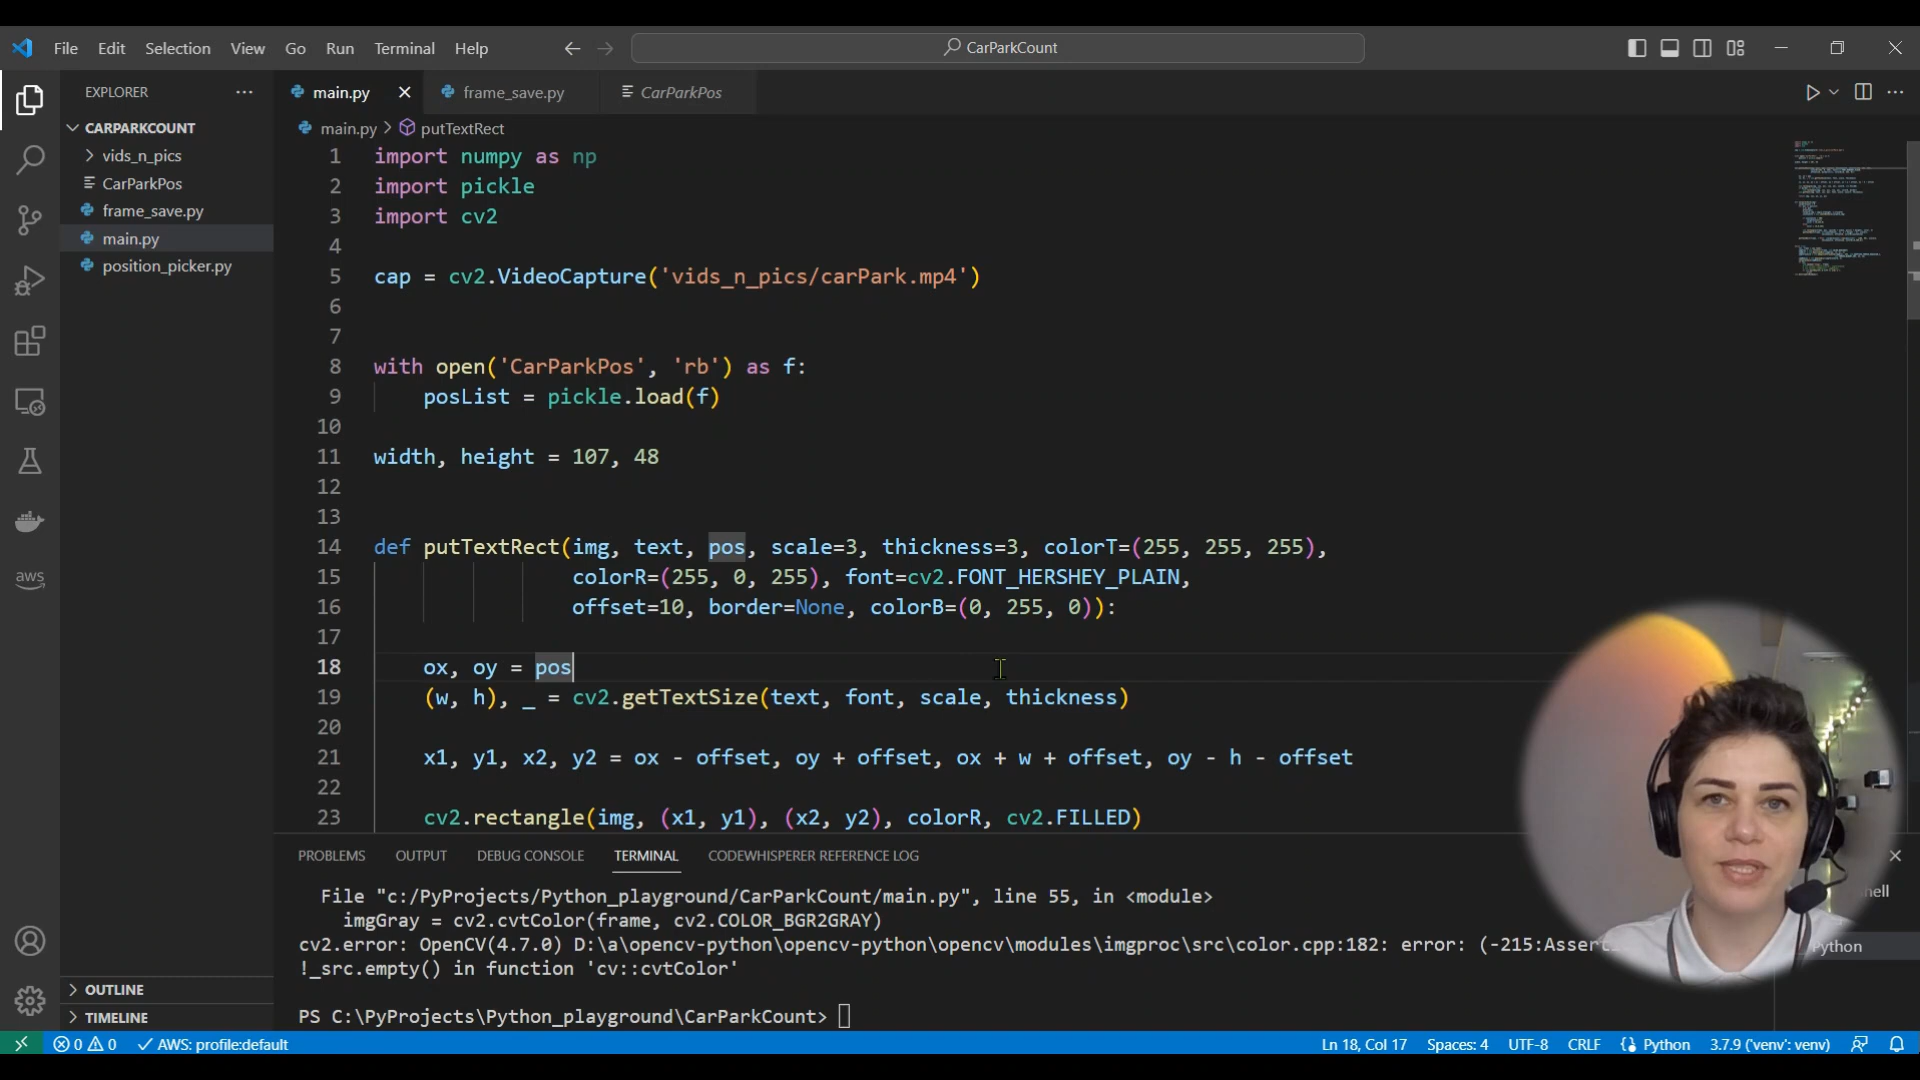 File Edit Selection View Go Run Terminal Help
CarParkCount
EXPLORER
CARPARKCOUNT
vids_n_pics
CarParkPos
frame_save.py
main.py
position_picker.py
OUTLINE
TIMELINE
aws
main.py frame_save.py CarParkPos
main.py putTextRect
1 import numpy as np
2 import pickle
3 import cv2
4
5 cap = cv2.VideoCapture('vids_n_pics/carPark.mp4')
6
7
8 with open('CarParkPos', 'rb') as f:
9 posList = pickle.load(f)
10
11 width, height = 107, 48
12
13
14 def putTextRect(img, text, pos, scale=3, thickness=3, colorT=(255, 255, 255),
15 colorR=(255, 0, 255), font=cv2.FONT_HERSHEY_PLAIN,
16 offset=10, border=None, colorB=(0, 255, 0)):
17
18 ox, oy = pos
19 (w, h), _ = cv2.getTextSize(text, font, scale, thickness)
20
21 x1, y1, x2, y2 = ox - offset, oy + offset, ox + w + offset, oy - h - offset
22
23 cv2.rectangle(img, (x1, y1), (x2, y2), colorR, cv2.FILLED)
PROBLEMS OUTPUT DEBUG CONSOLE TERMINAL CODEWHISPERER REFERENCE LOG
File "c:/PyProjects/Python_playground/CarParkCount/main.py", line 55, in <module>
imgGray = cv2.cvtColor(frame, cv2.COLOR_BGR2GRAY)
cv2.error: OpenCV(4.7.0) D:\a\opencv-python\opencv-python\opencv\modules\imgproc\src\color.cpp:182: error: (-215:Asserti
!_src.empty() in function 'cv::cvtColor'
PS C:\PyProjects\Python_playground\CarParkCount>
ell
Python
0 0 AWS: profile:default
Ln 18, Col 17 Spaces: 4 UTF-8 CRLF Python 3.7.9 ('venv': venv)